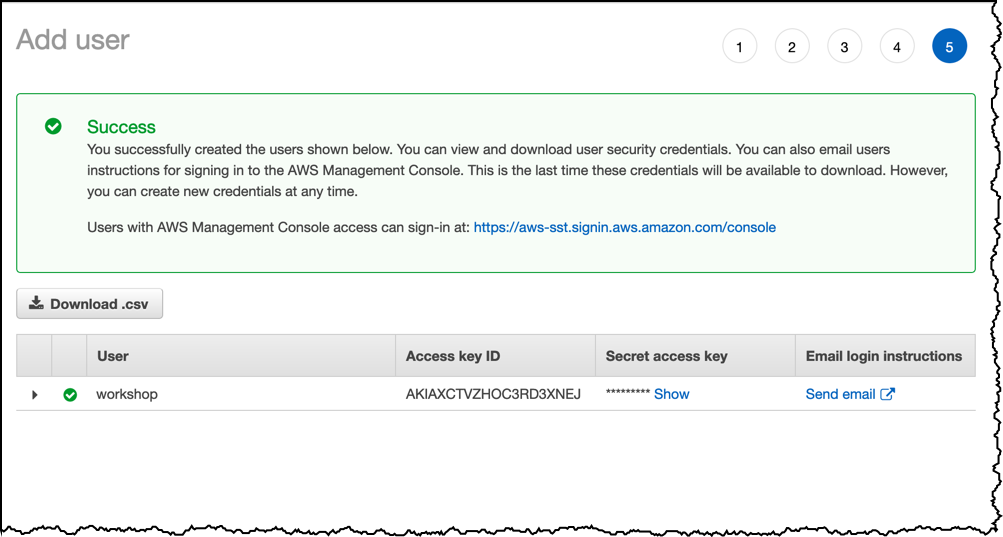 Add user
1 2 3 4 5
Success
You successfully created the users shown below. You can view and download user security credentials. You can also email users
instructions for signing in to the AWS Management Console. This is the last time these credentials will be available to download. However,
you can create new credentials at any time.
Users with AWS Management Console access can sign-in at: https://aws-sst.signin.aws.amazon.com/console
Download .csv
User Access key ID Secret access key Email login instructions
workshop AKIAXCTVZHOC3RD3XNEJ ********* Show Send email